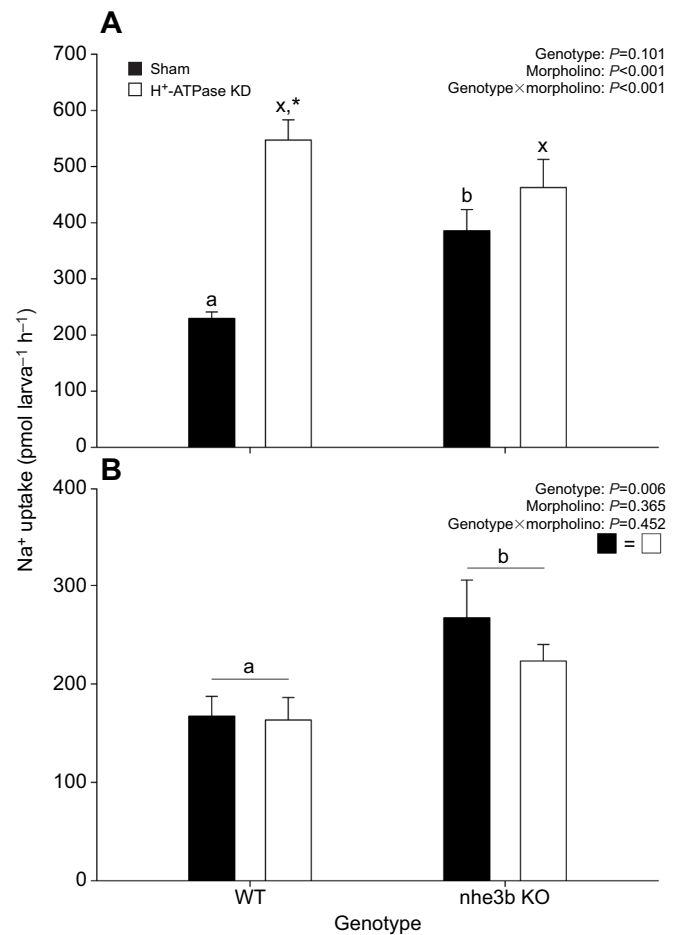 A
700
600
500
400
300
200
100
0
Sham
H⁺-ATPase KD
Genotype: P=0.101
Morpholino: P<0.001
Genotype×morpholino: P<0.001
a
x,*
b
x
Na⁺ uptake (pmol larva⁻¹ h⁻¹)
B
400
300
200
100
0
Genotype: P=0.006
Morpholino: P=0.365
Genotype×morpholino: P=0.452
=
a
b
WT
nhe3b KO
Genotype